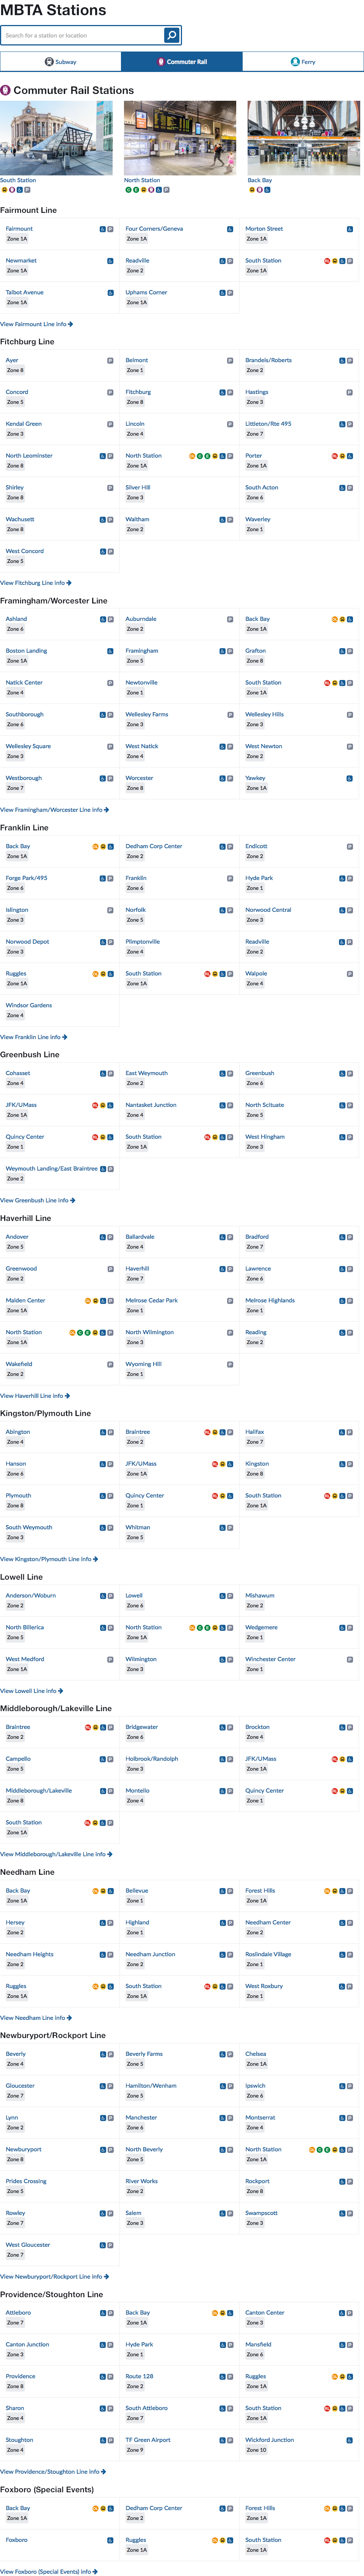 MBTA Stations
Search for a station or location
Subway
Commuter Rail
Ferry
Commuter Rail Stations
South Station
North Station
Back Bay
Fairmount Line
Fairmount
Zone 1A
Four Corners/Geneva
Zone 1A
Morton Street
Zone 1A
Newmarket
Zone 1A
Readville
Zone 2
South Station
Zone 1A
Talbot Avenue
Zone 1A
Uphams Corner
Zone 1A
View Fairmount Line info
Fitchburg Line
Ayer
Zone 8
Belmont
Zone 1
Brandeis/Roberts
Zone 2
Concord
Zone 5
Fitchburg
Zone 8
Hastings
Zone 3
Kendal Green
Zone 3
Lincoln
Zone 4
Littleton/Rte 495
Zone 7
North Leominster
Zone 8
North Station
Zone 1A
Porter
Zone 1A
Shirley
Zone 8
Silver Hill
Zone 3
South Acton
Zone 6
Wachusett
Zone 8
Waltham
Zone 2
Waverley
Zone 1
West Concord
Zone 5
View Fitchburg Line info
Framingham/Worcester Line
Ashland
Zone 6
Auburndale
Zone 2
Back Bay
Zone 1A
Boston Landing
Zone 1A
Framingham
Zone 5
Grafton
Zone 8
Natick Center
Zone 4
Newtonville
Zone 1
South Station
Zone 1A
Southborough
Zone 6
Wellesley Farms
Zone 3
Wellesley Hills
Zone 3
Wellesley Square
Zone 3
West Natick
Zone 4
West Newton
Zone 2
Westborough
Zone 7
Worcester
Zone 8
Yawkey
Zone 1A
View Framingham/Worcester Line info
Franklin Line
Back Bay
Zone 1A
Dedham Corp Center
Zone 2
Endicott
Zone 2
Forge Park/495
Zone 6
Franklin
Zone 6
Hyde Park
Zone 1
Islington
Zone 3
Norfolk
Zone 5
Norwood Central
Zone 3
Norwood Depot
Zone 3
Plimptonville
Zone 4
Readville
Zone 2
Ruggles
Zone 1A
South Station
Zone 1A
Walpole
Zone 4
Windsor Gardens
Zone 4
View Franklin Line info
Greenbush Line
Cohasset
Zone 4
East Weymouth
Zone 2
Greenbush
Zone 6
JFK/UMass
Zone 1A
Nantasket Junction
Zone 4
North Scituate
Zone 5
Quincy Center
Zone 1
South Station
Zone 1A
West Hingham
Zone 3
Weymouth Landing/East Braintree
Zone 2
View Greenbush Line info
Haverhill Line
Andover
Zone 5
Ballardvale
Zone 4
Bradford
Zone 7
Greenwood
Zone 2
Haverhill
Zone 7
Lawrence
Zone 6
Malden Center
Zone 1A
Melrose Cedar Park
Zone 1
Melrose Highlands
Zone 1
North Station
Zone 1A
North Wilmington
Zone 3
Reading
Zone 2
Wakefield
Zone 2
Wyoming Hill
Zone 1
View Haverhill Line info
Kingston/Plymouth Line
Abington
Zone 4
Braintree
Zone 2
Halifax
Zone 7
Hanson
Zone 6
JFK/UMass
Zone 1A
Kingston
Zone 8
Plymouth
Zone 8
Quincy Center
Zone 1
South Station
Zone 1A
South Weymouth
Zone 3
Whitman
Zone 5
View Kingston/Plymouth Line info
Lowell Line
Anderson/Woburn
Zone 2
Lowell
Zone 6
Mishawum
Zone 2
North Billerica
Zone 5
North Station
Zone 1A
Wedgemere
Zone 1
West Medford
Zone 1A
Wilmington
Zone 3
Winchester Center
Zone 1
View Lowell Line info
Middleborough/Lakeville Line
Braintree
Zone 2
Bridgewater
Zone 6
Brockton
Zone 4
Campello
Zone 5
Holbrook/Randolph
Zone 3
JFK/UMass
Zone 1A
Middleborough/Lakeville
Zone 8
Montello
Zone 4
Quincy Center
Zone 1
South Station
Zone 1A
View Middleborough/Lakeville Line info
Needham Line
Back Bay
Zone 1A
Bellevue
Zone 1
Forest Hills
Zone 1A
Hersey
Zone 2
Highland
Zone 1
Needham Center
Zone 2
Needham Heights
Zone 2
Needham Junction
Zone 2
Roslindale Village
Zone 1
Ruggles
Zone 1A
South Station
Zone 1A
West Roxbury
Zone 1
View Needham Line info
Newburyport/Rockport Line
Beverly
Zone 4
Beverly Farms
Zone 5
Chelsea
Zone 1A
Gloucester
Zone 7
Hamilton/Wenham
Zone 5
Ipswich
Zone 6
Lynn
Zone 2
Manchester
Zone 6
Montserrat
Zone 4
Newburyport
Zone 8
North Beverly
Zone 5
North Station
Zone 1A
Prides Crossing
Zone 5
River Works
Zone 2
Rockport
Zone 8
Rowley
Zone 7
Salem
Zone 3
Swampscott
Zone 3
West Gloucester
Zone 7
View Newburyport/Rockport Line info
Providence/Stoughton Line
Attleboro
Zone 7
Back Bay
Zone 1A
Canton Center
Zone 3
Canton Junction
Zone 3
Hyde Park
Zone 1
Mansfield
Zone 6
Providence
Zone 8
Route 128
Zone 2
Ruggles
Zone 1A
Sharon
Zone 4
South Attleboro
Zone 7
South Station
Zone 1A
Stoughton
Zone 4
TF Green Airport
Zone 9
Wickford Junction
Zone 10
View Providence/Stoughton Line info
Foxboro (Special Events)
Back Bay
Zone 1A
Dedham Corp Center
Zone 2
Forest Hills
Zone 1A
Foxboro
Ruggles
Zone 1A
South Station
Zone 1A
View Foxboro (Special Events) info